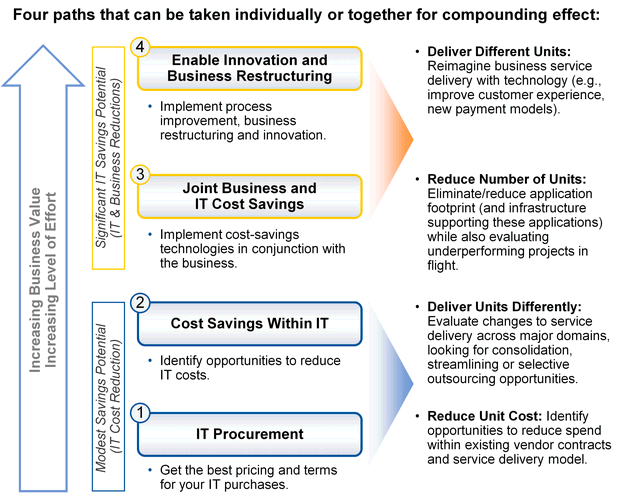 Four paths that can be taken individually or together for compounding effect:
Increasing Business Value
Increasing Level of Effort
Significant IT Savings Potential
(IT & Business Reductions)
4
Enable Innovation and
Business Restructuring
• Implement process
improvement, business
restructuring and innovation.
3
Joint Business and
IT Cost Savings
• Implement cost-savings
technologies in conjunction with
the business.
Modest Savings Potential
(IT Cost Reduction)
2
Cost Savings Within IT
• Identify opportunities to reduce
IT costs.
1
IT Procurement
• Get the best pricing and terms
for your IT purchases.
• Deliver Different Units:
Reimagine business service
delivery with technology (e.g.,
improve customer experience,
new payment models).
• Reduce Number of Units:
Eliminate/reduce application
footprint (and infrastructure
supporting these applications)
while also evaluating
underperforming projects in
flight.
• Deliver Units Differently:
Evaluate changes to service
delivery across major domains,
looking for consolidation,
streamlining or selective
outsourcing opportunities.
• Reduce Unit Cost: Identify
opportunities to reduce spend
within existing vendor contracts
and service delivery model.